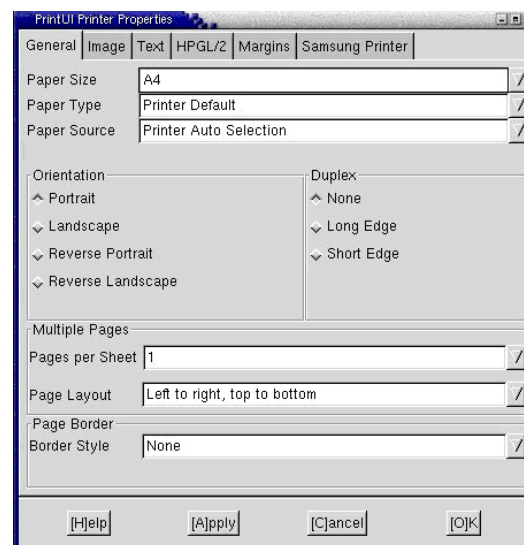 PrintUI Printer Properties
General Image Text HPGL/2 Margins Samsung Printer
Paper Size A4
Paper Type Printer Default
Paper Source Printer Auto Selection
Orientation
Portrait
Landscape
Reverse Portrait
Reverse Landscape
Duplex
None
Long Edge
Short Edge
Multiple Pages
Pages per Sheet 1
Page Layout Left to right, top to bottom
Page Border
Border Style None
[H]elp [A]pply [C]ancel [O]K